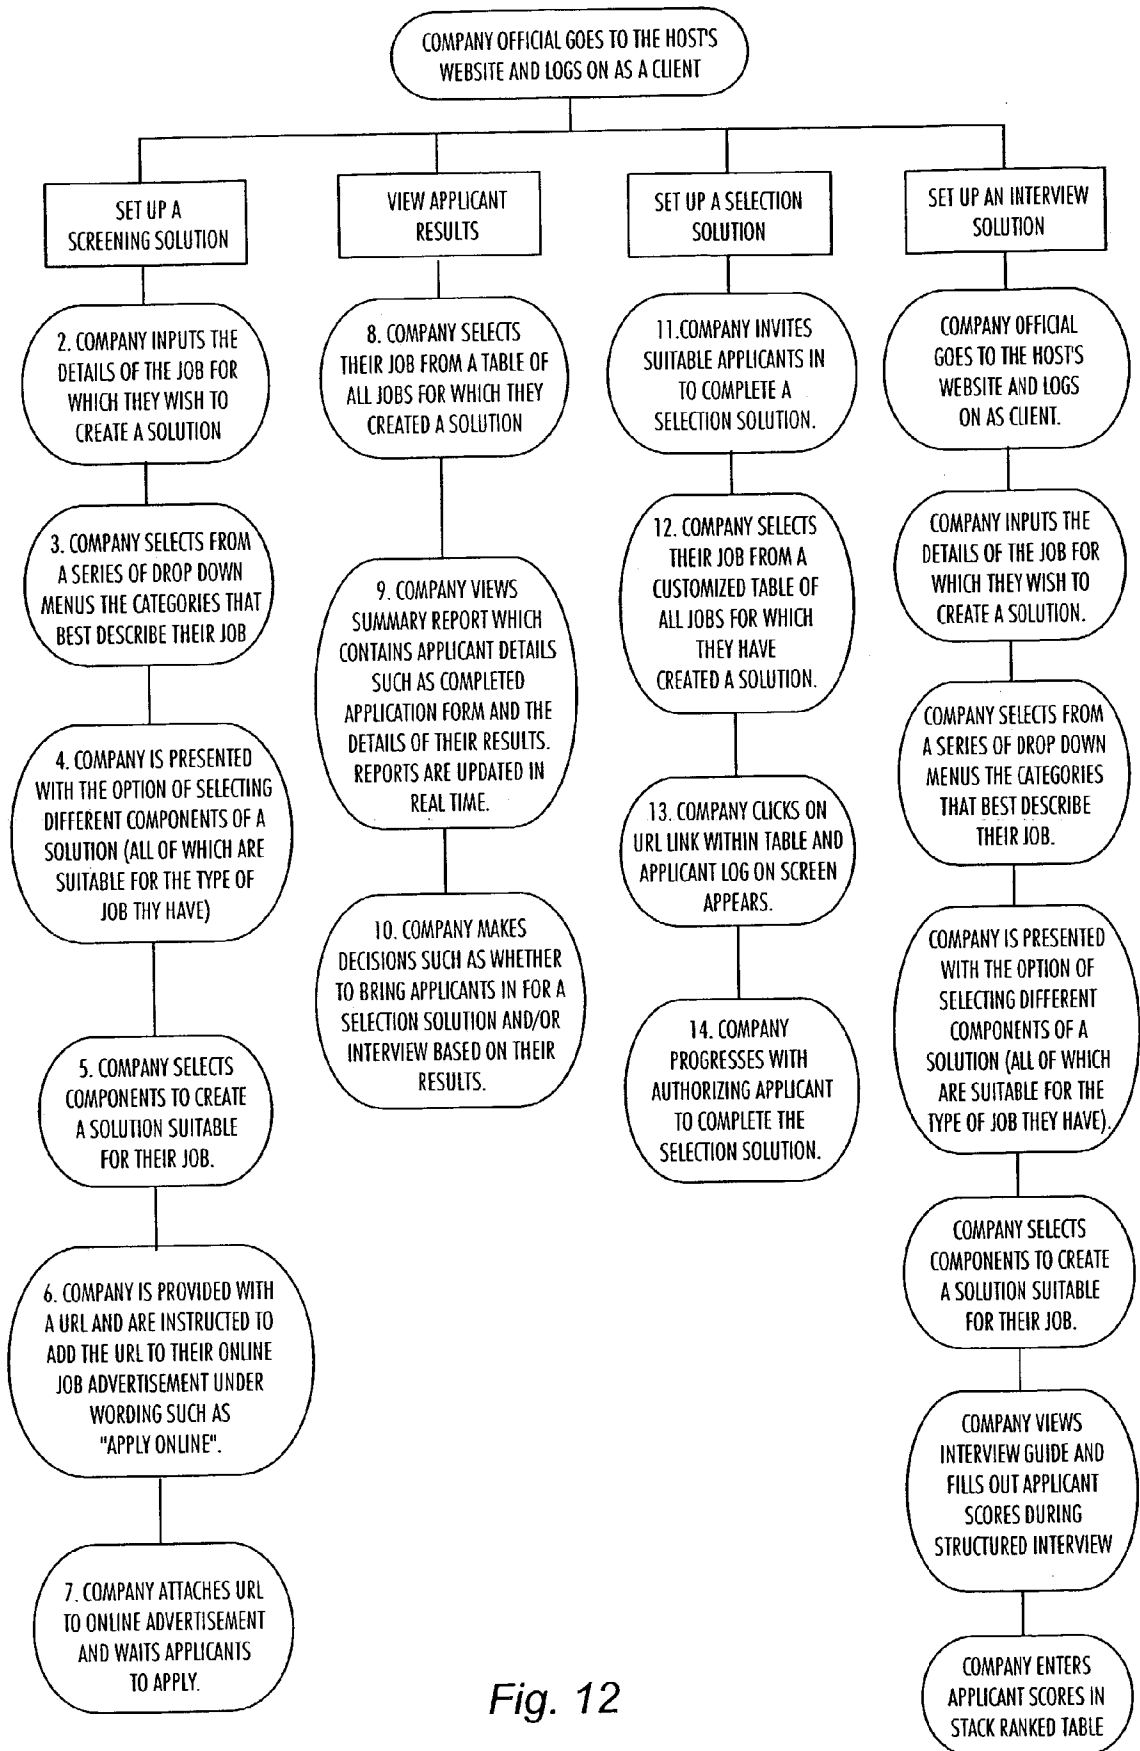 COMPANY OFFICIAL GOES TO THE HOST'S
WEBSITE AND LOGS ON AS A CLIENT
SET UP A
SCREENING SOLUTION
2. COMPANY INPUTS THE
DETAILS OF THE JOB FOR
WHICH THEY WISH TO
CREATE A SOLUTION
3. COMPANY SELECTS FROM
A SERIES OF DROP DOWN
MENUS THE CATEGORIES THAT
BEST DESCRIBE THEIR JOB
4. COMPANY IS PRESENTED
WITH THE OPTION OF SELECTING
DIFFERENT COMPONENTS OF A
SOLUTION (ALL OF WHICH ARE
SUITABLE FOR THE TYPE OF
JOB THY HAVE)
5. COMPANY SELECTS
COMPONENTS TO CREATE
A SOLUTION SUITABLE
FOR THEIR JOB.
6. COMPANY IS PROVIDED WITH
A URL AND ARE INSTRUCTED TO
ADD THE URL TO THEIR ONLINE
JOB ADVERTISEMENT UNDER
WORDING SUCH AS
"APPLY ONLINE".
7. COMPANY ATTACHES URL
TO ONLINE ADVERTISEMENT
AND WAITS APPLICANTS
TO APPLY.
VIEW APPLICANT
RESULTS
8. COMPANY SELECTS
THEIR JOB FROM A TABLE OF
ALL JOBS FOR WHICH THEY
CREATED A SOLUTION
9. COMPANY VIEWS
SUMMARY REPORT WHICH
CONTAINS APPLICANT DETAILS
SUCH AS COMPLETED
APPLICATION FORM AND THE
DETAILS OF THEIR RESULTS.
REPORTS ARE UPDATED IN
REAL TIME.
10. COMPANY MAKES
DECISIONS SUCH AS WHETHER
TO BRING APPLICANTS IN FOR A
SELECTION SOLUTION AND/OR
INTERVIEW BASED ON THEIR
RESULTS.
SET UP A SELECTION
SOLUTION
11.COMPANY INVITES
SUITABLE APPLICANTS IN
TO COMPLETE A
SELECTION SOLUTION.
12. COMPANY SELECTS
THEIR JOB FROM A
CUSTOMIZED TABLE OF
ALL JOBS FOR WHICH
THEY HAVE
CREATED A SOLUTION.
13. COMPANY CLICKS ON
URL LINK WITHIN TABLE AND
APPLICANT LOG ON SCREEN
APPEARS.
14. COMPANY
PROGRESSES WITH
AUTHORIZING APPLICANT
TO COMPLETE THE
SELECTION SOLUTION.
SET UP AN INTERVIEW
SOLUTION
COMPANY OFFICIAL
GOES TO THE HOST'S
WEBSITE AND LOGS
ON AS CLIENT.
COMPANY INPUTS THE
DETAILS OF THE JOB FOR
WHICH THEY WISH TO
CREATE A SOLUTION.
COMPANY SELECTS FROM
A SERIES OF DROP DOWN
MENUS THE CATEGORIES
THAT BEST DESCRIBE
THEIR JOB.
COMPANY IS PRESENTED
WITH THE OPTION OF
SELECTING DIFFERENT
COMPONENTS OF A
SOLUTION (ALL OF WHICH
ARE SUITABLE FOR THE
TYPE OF JOB THEY HAVE).
COMPANY SELECTS
COMPONENTS TO CREATE
A SOLUTION SUITABLE
FOR THEIR JOB.
COMPANY VIEWS
INTERVIEW GUIDE AND
FILLS OUT APPLICANT
SCORES DURING
STRUCTURED INTERVIEW
COMPANY ENTERS
APPLICANT SCORES IN
STACK RANKED TABLE
Fig. 12